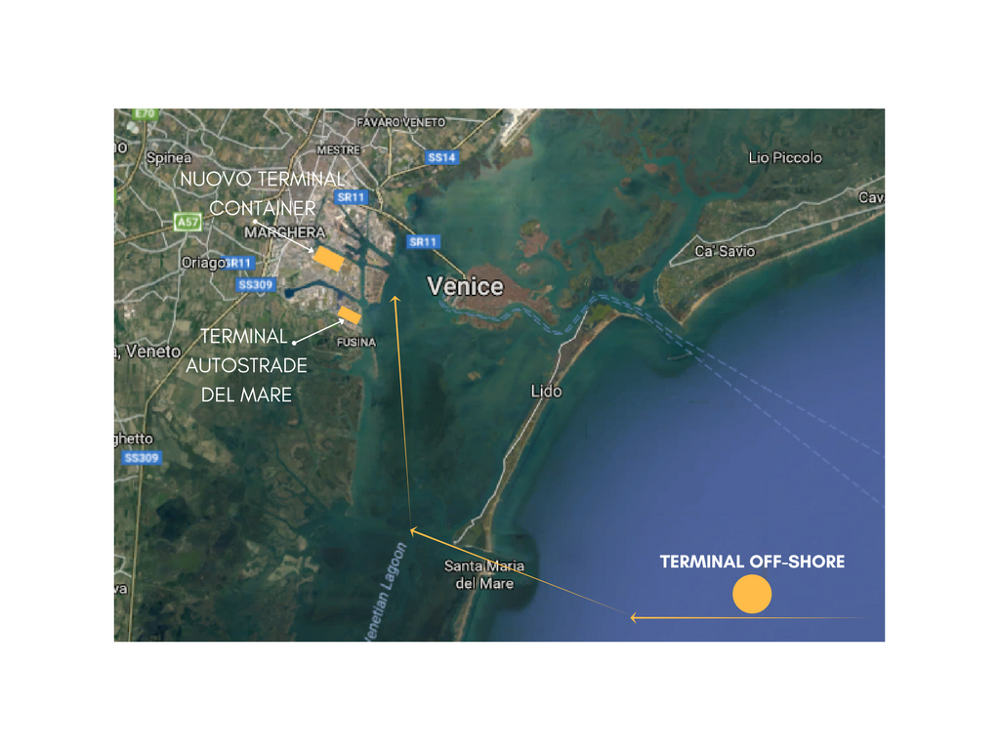 E70
FAVARO VENETO
MESTRE
Spinea
SS14
Lio Piccolo
NUOVO TERMINAL
CONTAINER
SR11
Cav
A57
MARGHERA
SR11
Ca' Savio
Oriago
SR11
SS309
Venice
TERMINAL
AUTOSTRADE
DEL MARE
FUSINA
a, Veneto
Lido
ghetto
SS309
TERMINAL OFF-SHORE
Santa Maria
del Mare
Venetian Lagoon
va